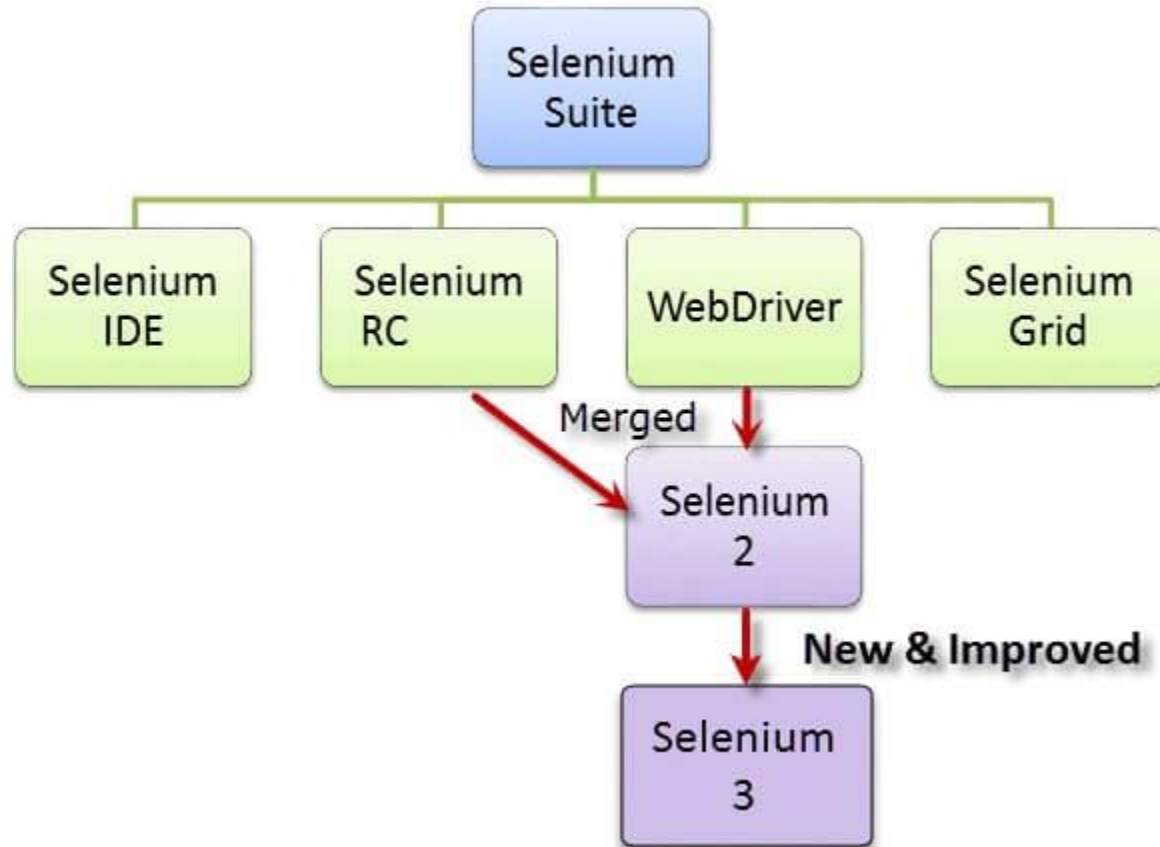 Selenium
Suite
Selenium
IDE
Selenium
RC
WebDriver
Selenium
Grid
Merged
Selenium
2
New & Improved
Selenium
3